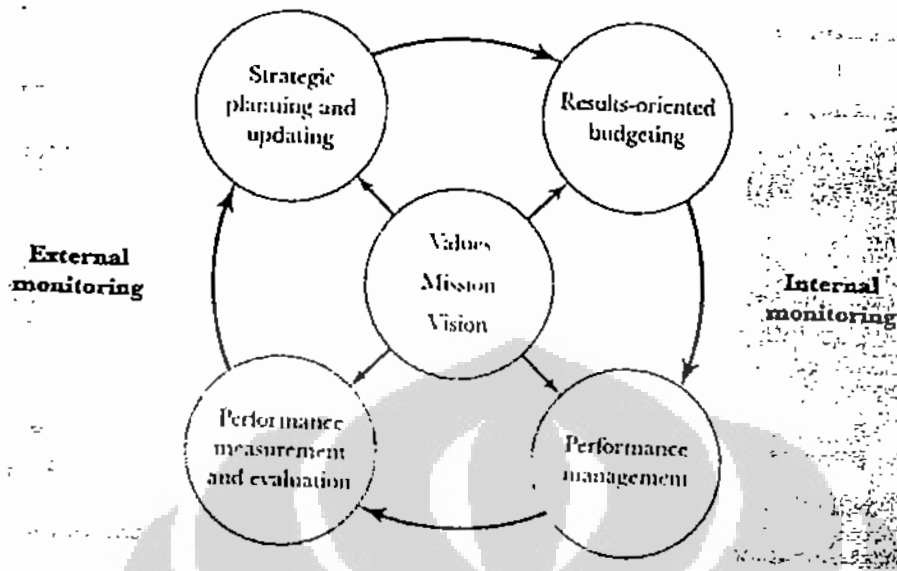 Strategic
planning and
updating
Results-oriented
budgeting
Values
Mission
Vision
External
monitoring
Internal
monitoring
Performance
measurement
and evaluation
Performance
management